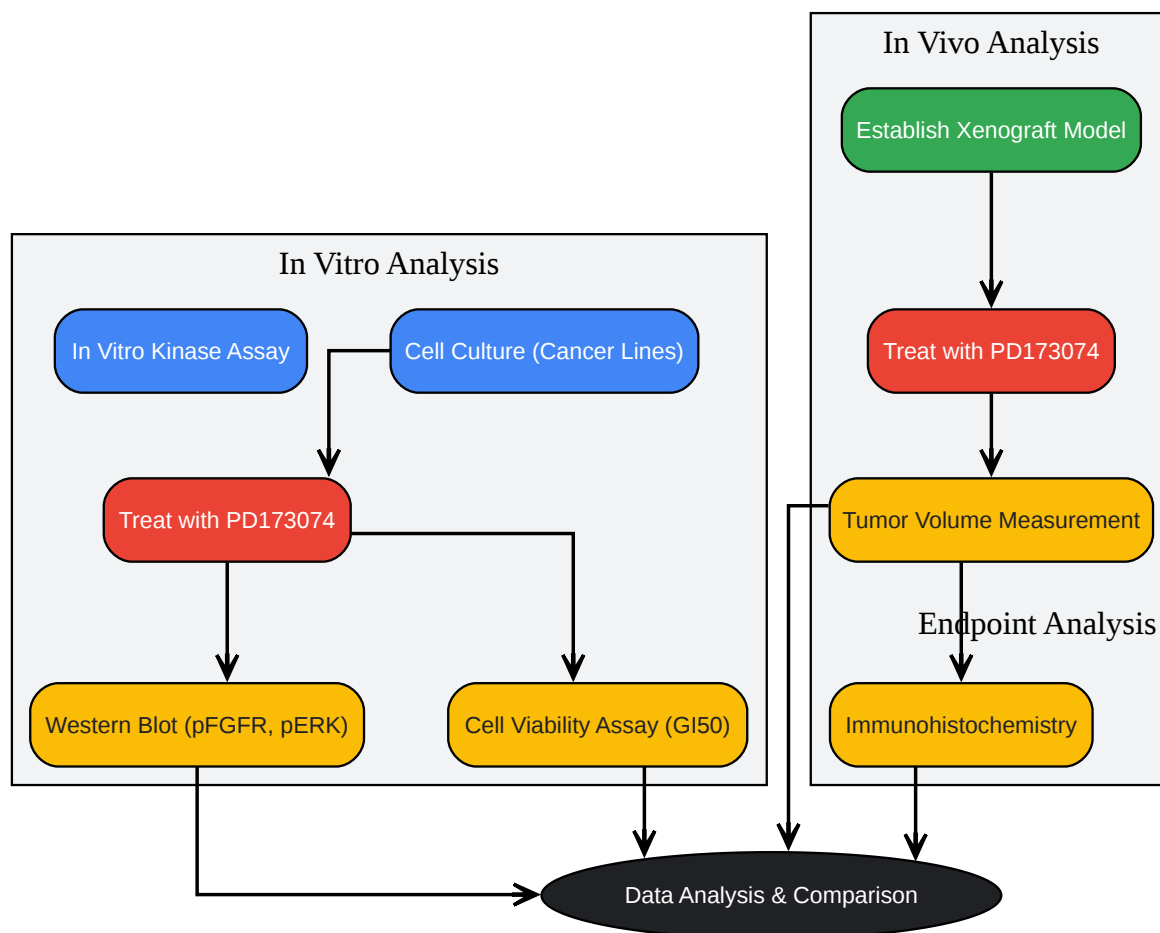 In Vivo Analysis
Establish Xenograft Model
In Vitro Analysis
In Vitro Kinase Assay
Cell Culture (Cancer Lines)
Treat with PD173074
Treat with PD173074
Tumor Volume Measurement
Endpoint Analysis
Western Blot (pFGFR, pERK)
Cell Viability Assay (GI50)
Immunohistochemistry
Data Analysis & Comparison